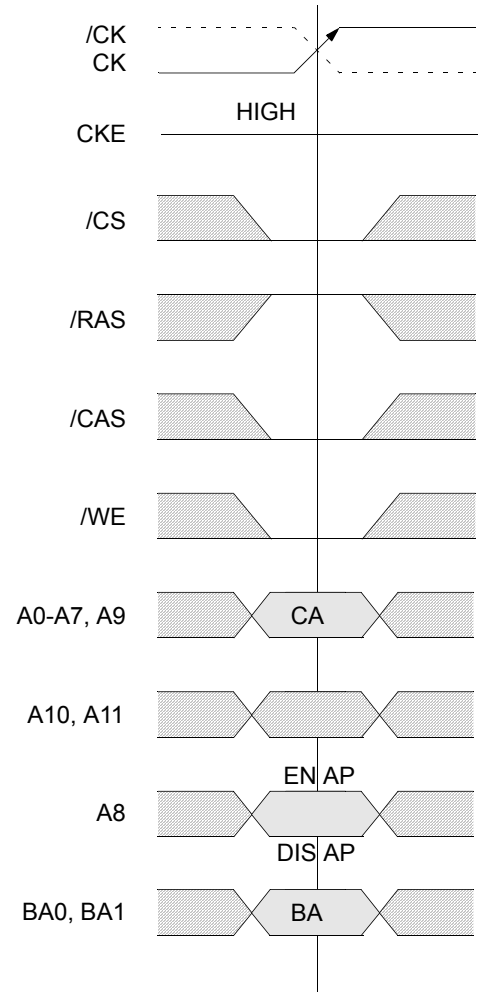 /CK
CK
HIGH
CKE
/CS
/RAS
/CAS
/WE
A0-A7, A9
CA
A10, A11
EN AP
A8
DIS AP
BA0, BA1
BA